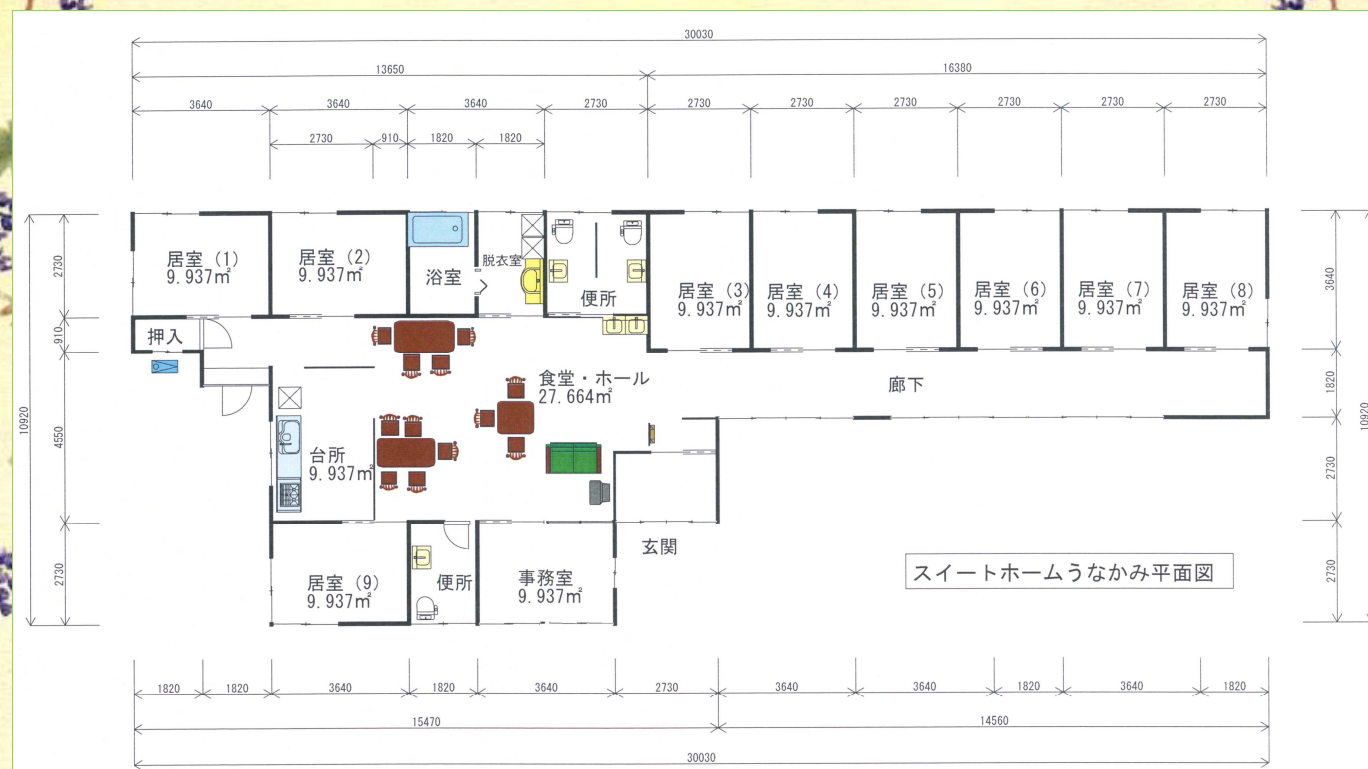 30030
13650 16380
3640 3640 3640 2730 2730 2730 2730 2730 2730 2730
2730 910 1820 1820
10920
2730
910
4550
2730
居室（1）
9.937㎡
居室（2）
9.937㎡
浴室
脱衣室
便所
居室（3）
9.937㎡
居室（4）
9.937㎡
居室（5）
9.937㎡
居室（6）
9.937㎡
居室（7）
9.937㎡
居室（8）
9.937㎡
押入
食堂・ホール
27.664㎡
廊下
台所
9.937㎡
居室（9）
9.937㎡
便所
事務室
9.937㎡
玄関
スイートホームうなかみ平面図
3640
1820
2730
2730
10920
1820 1820 3640 1820 3640 2730 3640 3640 1820 3640 1820
15470 14560
30030